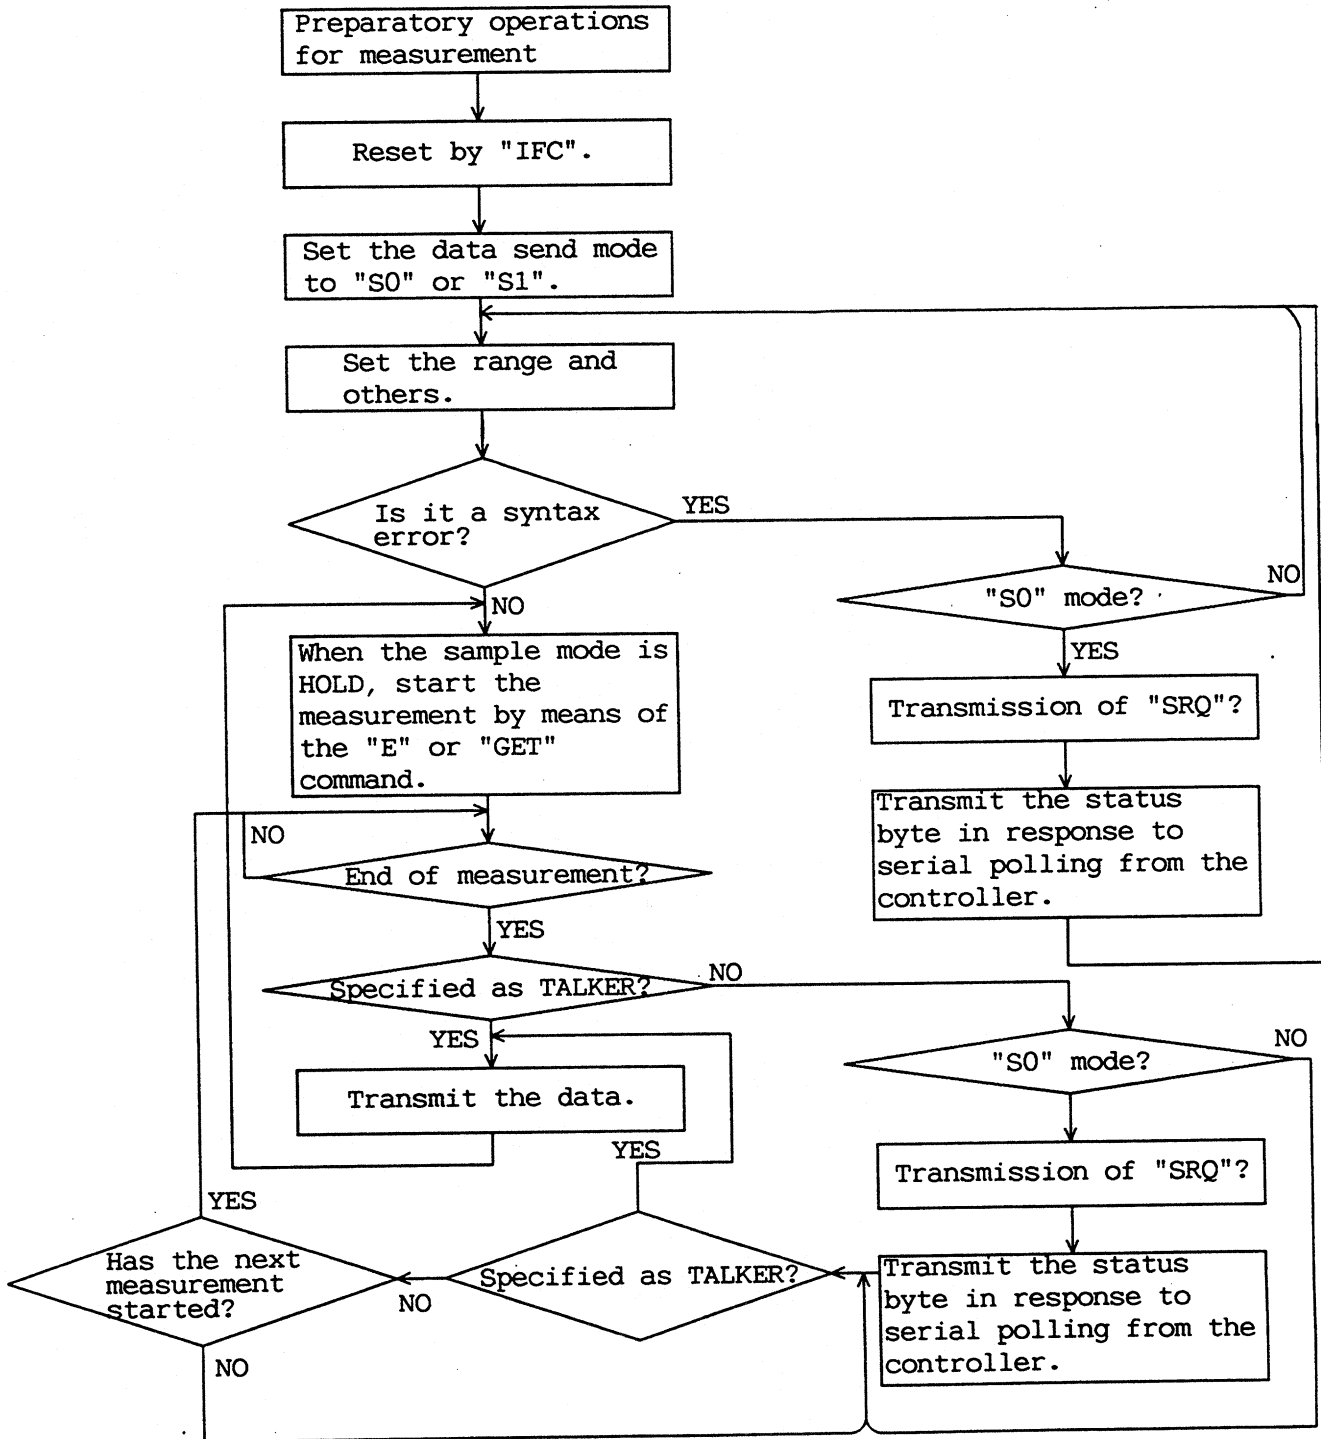 Preparatory operations
for measurement
Reset by "IFC".
Set the data send mode
to "S0" or "S1".
Set the range and
others.
Is it a syntax
error?
YES
"S0" mode?
NO
NO
YES
When the sample mode is
HOLD, start the
measurement by means of
the "E" or "GET"
command.
Transmission of "SRQ"?
Transmit the status
byte in response to
serial polling from the
controller.
NO
End of measurement?
YES
Specified as TALKER?
NO
YES
"S0" mode?
NO
Transmit the data.
YES
Transmission of "SRQ"?
YES
Has the next
measurement
started?
NO
Specified as TALKER?
Transmit the status
byte in response to
serial polling from the
controller.
NO